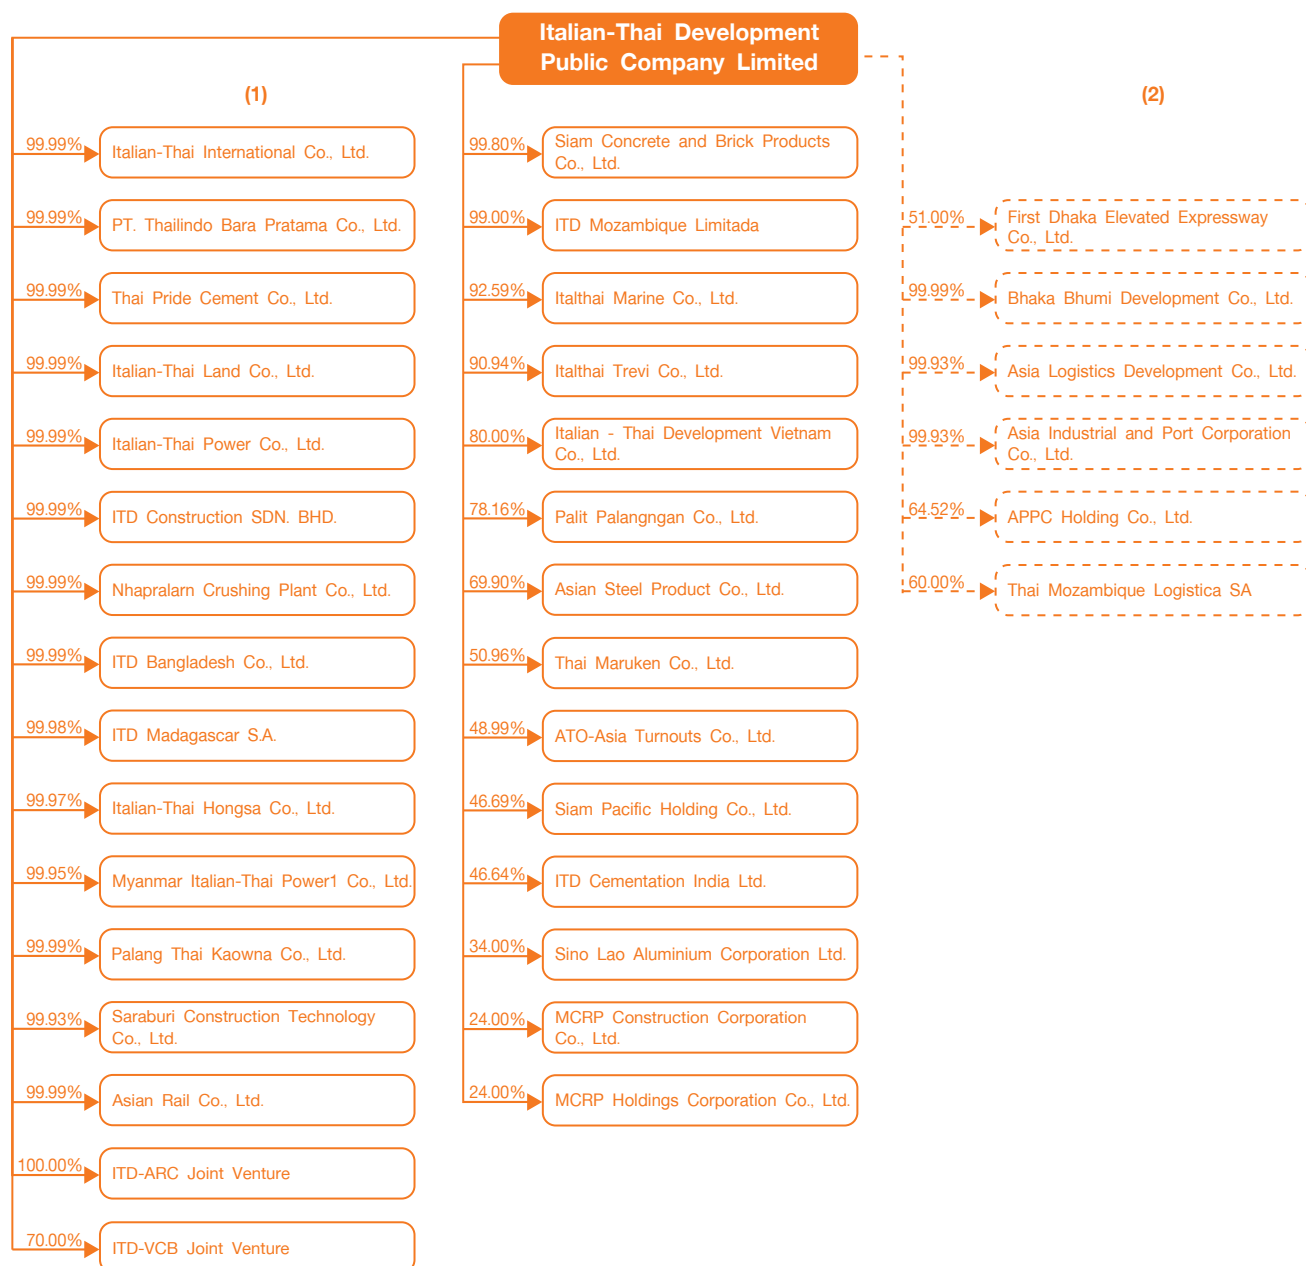 Italian-Thai Development
Public Company Limited
(1)
99.99%
Italian-Thai International Co., Ltd.
99.99%
PT. Thailindo Bara Pratama Co., Ltd.
99.99%
Thai Pride Cement Co., Ltd.
99.99%
Italian-Thai Land Co., Ltd.
99.99%
Italian-Thai Power Co., Ltd.
99.99%
ITD Construction SDN. BHD.
99.99%
Nhapralarn Crushing Plant Co., Ltd.
99.99%
ITD Bangladesh Co., Ltd.
99.98%
ITD Madagascar S.A.
99.97%
Italian-Thai Hongsa Co., Ltd.
99.95%
Myanmar Italian-Thai Power1 Co., Ltd.
99.99%
Palang Thai Kaowna Co., Ltd.
99.93%
Saraburi Construction Technology
Co., Ltd.
99.99%
Asian Rail Co., Ltd.
100.00%
ITD-ARC Joint Venture
70.00%
ITD-VCB Joint Venture
99.80%
Siam Concrete and Brick Products
Co., Ltd.
99.00%
ITD Mozambique Limitada
92.59%
Italthai Marine Co., Ltd.
90.94%
Italthai Trevi Co., Ltd.
80.00%
Italian - Thai Development Vietnam
Co., Ltd.
78.16%
Palit Palangngan Co., Ltd.
69.90%
Asian Steel Product Co., Ltd.
50.96%
Thai Maruken Co., Ltd.
48.99%
ATO-Asia Turnouts Co., Ltd.
46.69%
Siam Pacific Holding Co., Ltd.
46.64%
ITD Cementation India Ltd.
34.00%
Sino Lao Aluminium Corporation Ltd.
24.00%
MCRP Construction Corporation
Co., Ltd.
24.00%
MCRP Holdings Corporation Co., Ltd.
(2)
51.00%
First Dhaka Elevated Expressway
Co., Ltd.
99.99%
Bhaka Bhumi Development Co., Ltd.
99.93%
Asia Logistics Development Co., Ltd.
99.93%
Asia Industrial and Port Corporation
Co., Ltd.
64.52%
APPC Holding Co., Ltd.
60.00%
Thai Mozambique Logistica SA